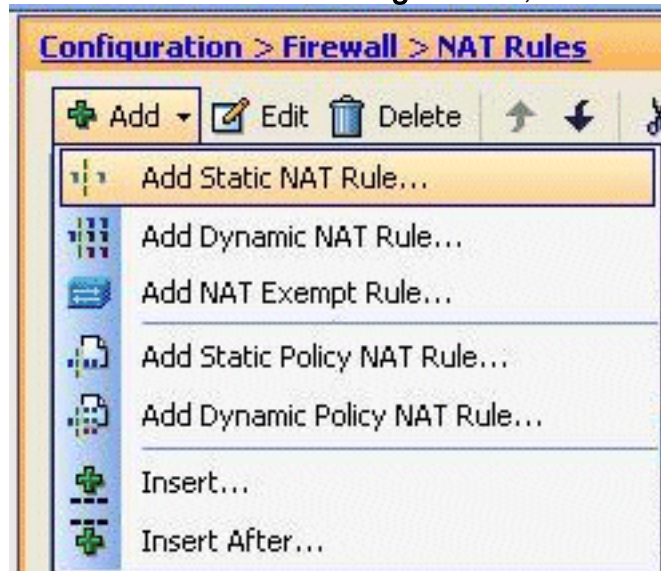 Configuration > Firewall > NAT Rules
Add Edit Delete
Add Static NAT Rule...
Add Dynamic NAT Rule...
Add NAT Exempt Rule...
Add Static Policy NAT Rule...
Add Dynamic Policy NAT Rule...
Insert...
Insert After...